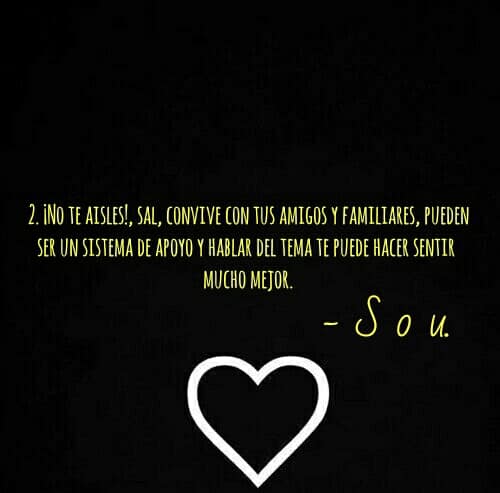 2. ¡No te aisles!, sal, convive con tus amigos y familiares, pueden
ser un sistema de apoyo y hablar del tema te puede hacer sentir
mucho mejor.
- S o u.